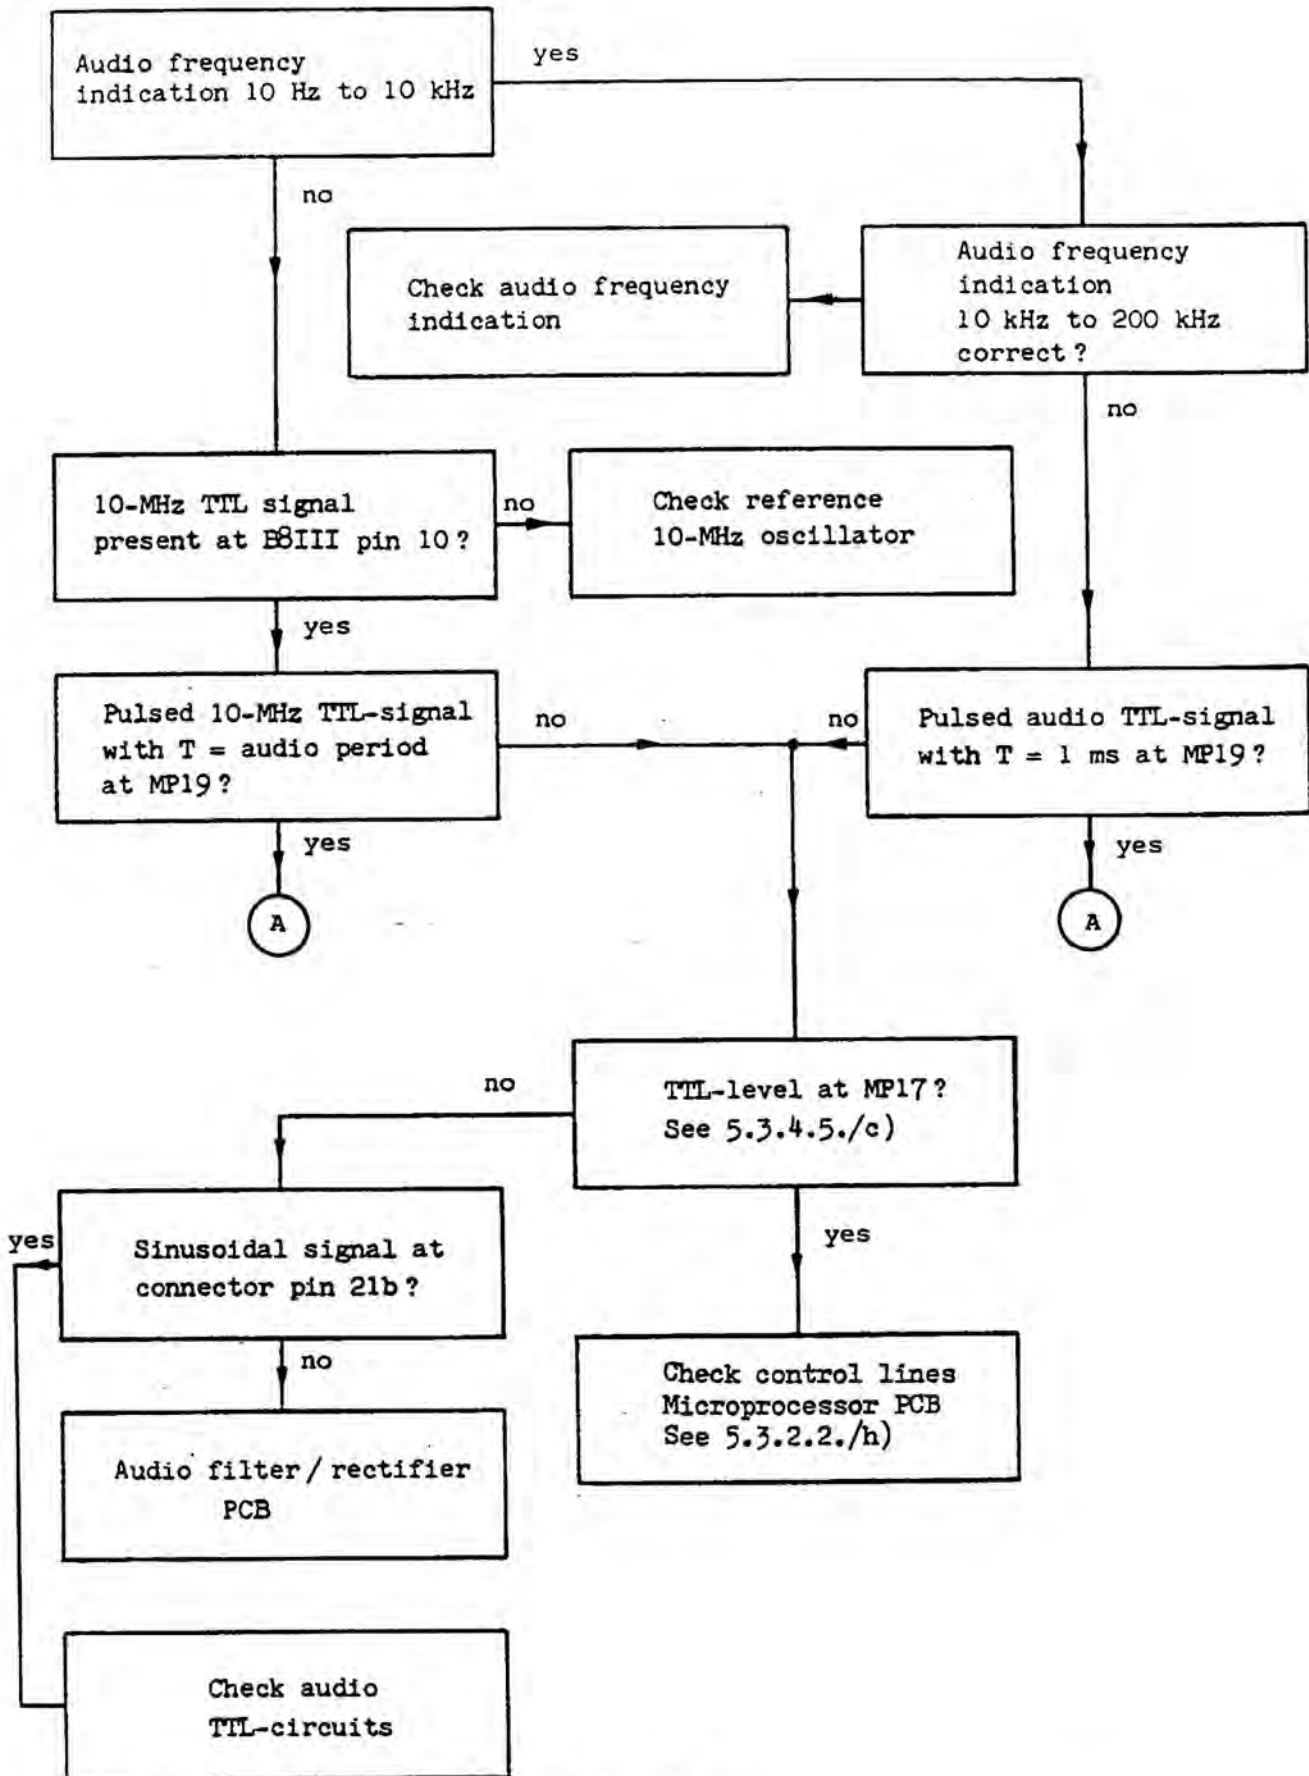 Audio frequency
indication 10 Hz to 10 kHz
yes
no
Check audio frequency
indication
Audio frequency
indication
10 kHz to 200 kHz
correct?
no
10-MHz TTL signal
present at B8III pin 10?
no
Check reference
10-MHz oscillator
yes
Pulsed 10-MHz TTL-signal
with T = audio period
at MP19?
no
no
Pulsed audio TTL-signal
with T = 1 ms at MP19?
yes
yes
A
A
no
TTL-level at MP17?
See 5.3.4.5./c)
yes
yes
Sinusoidal signal at
connector pin 21b?
no
Check control lines
Microprocessor PCB
See 5.3.2.2./h)
Audio filter / rectifier
PCB
Check audio
TTL-circuits